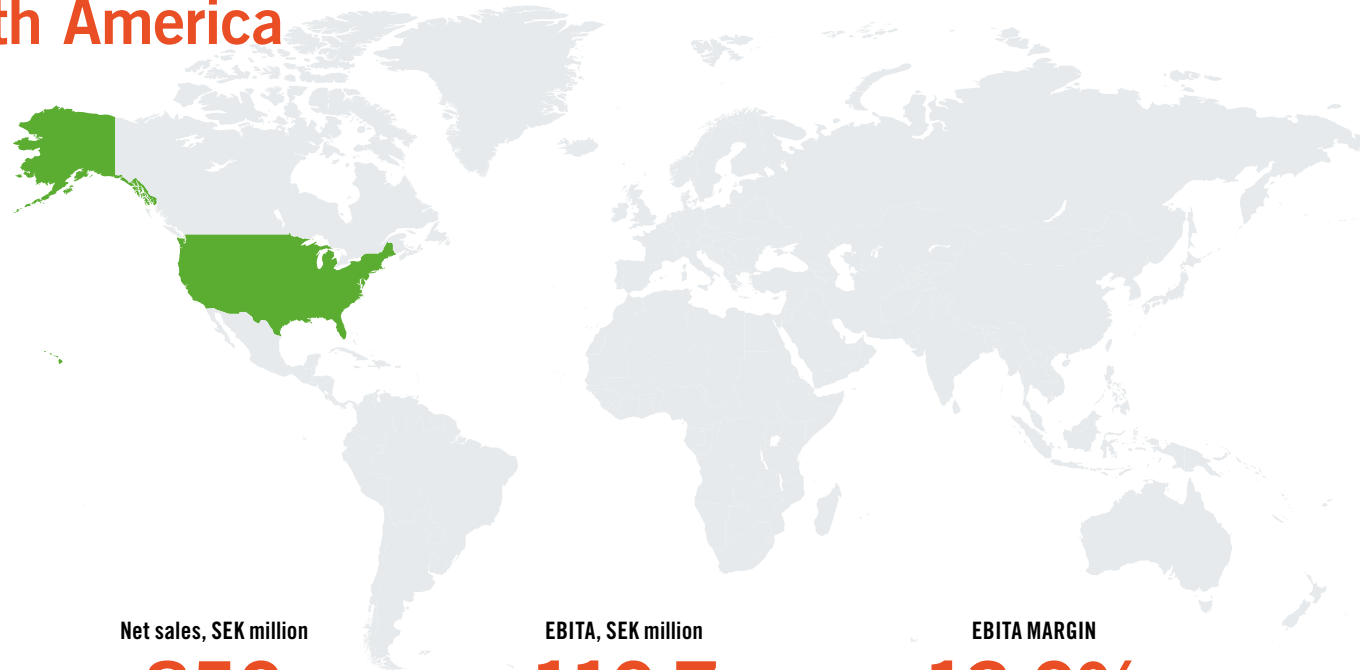 th America
Net sales, SEK million
EBITA, SEK million
EBITA MARGIN